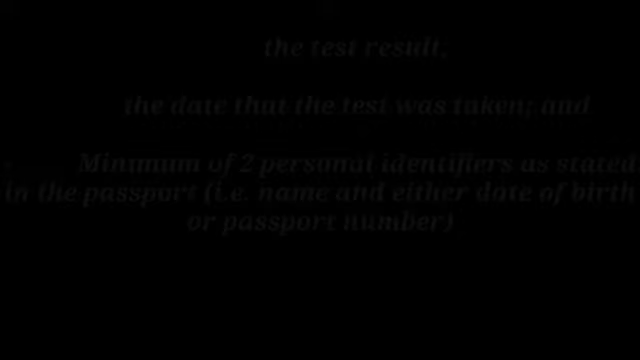 the test result,
the date that the test was taken; and
Minimum of 2 personal identifiers as stated
in the passport (i.e. name and either date of birth
or passport number)